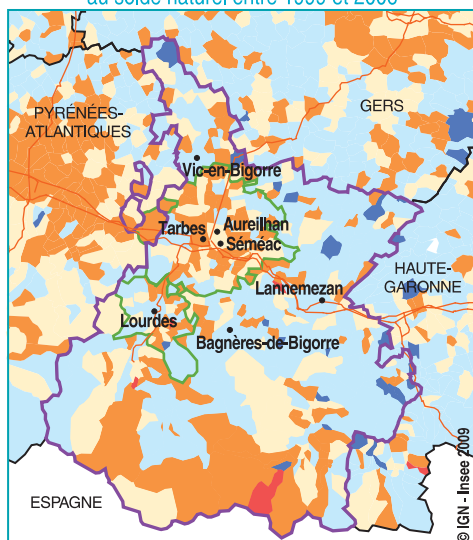 au solde naturel entre 1999 et 2006
PYRÉNÉES-
ATLANTIQUES
GERS
Vic-en-Bigorre
Aureilhan
Tarbes
Séméac
HAUTE-
GARONNE
Lannemezan
Lourdes
Bagnères-de-Bigorre
ESPAGNE
© IGN - Insee 2009